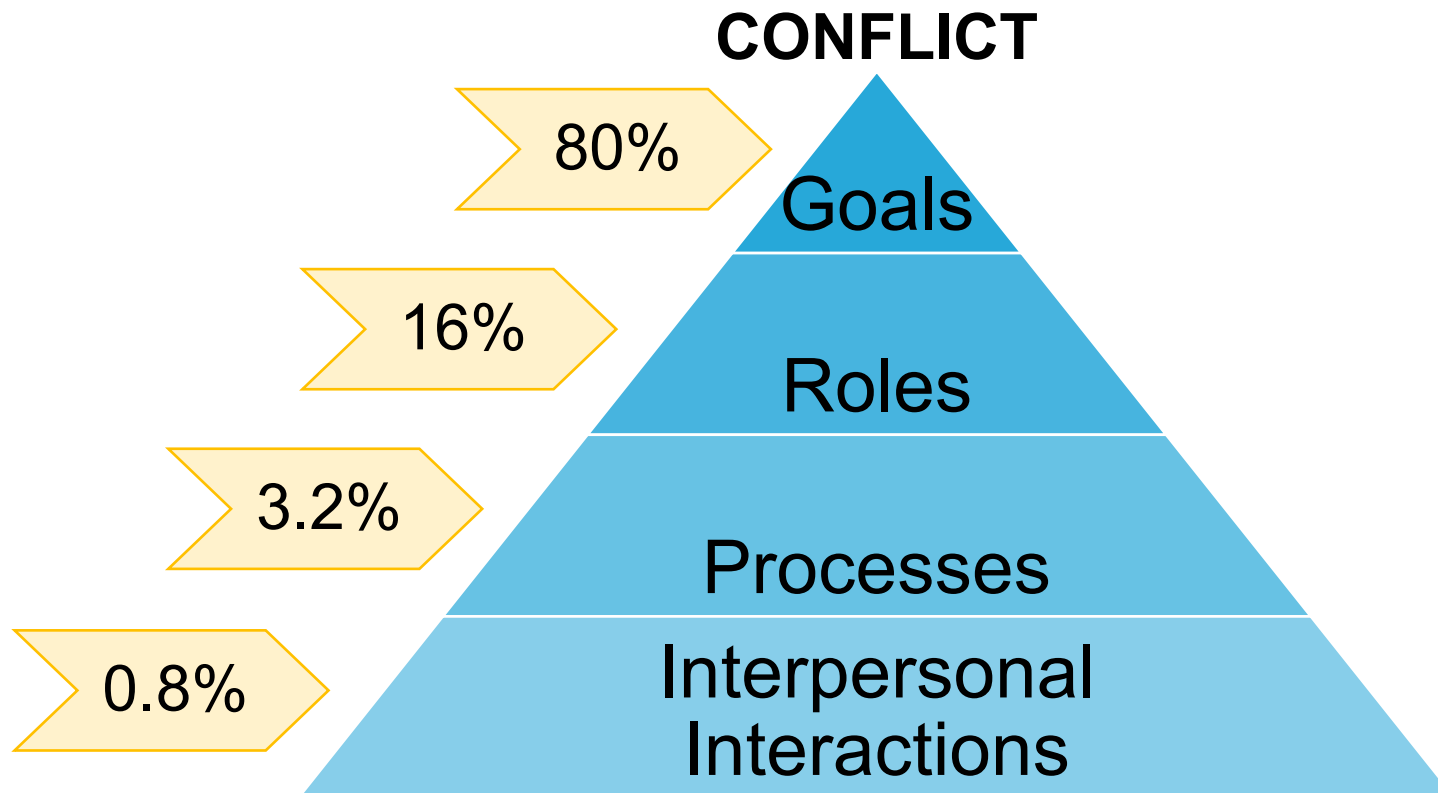 CONFLICT
80%
Goals
16%
Roles
3.2%
Processes
0.8%
Interpersonal
Interactions